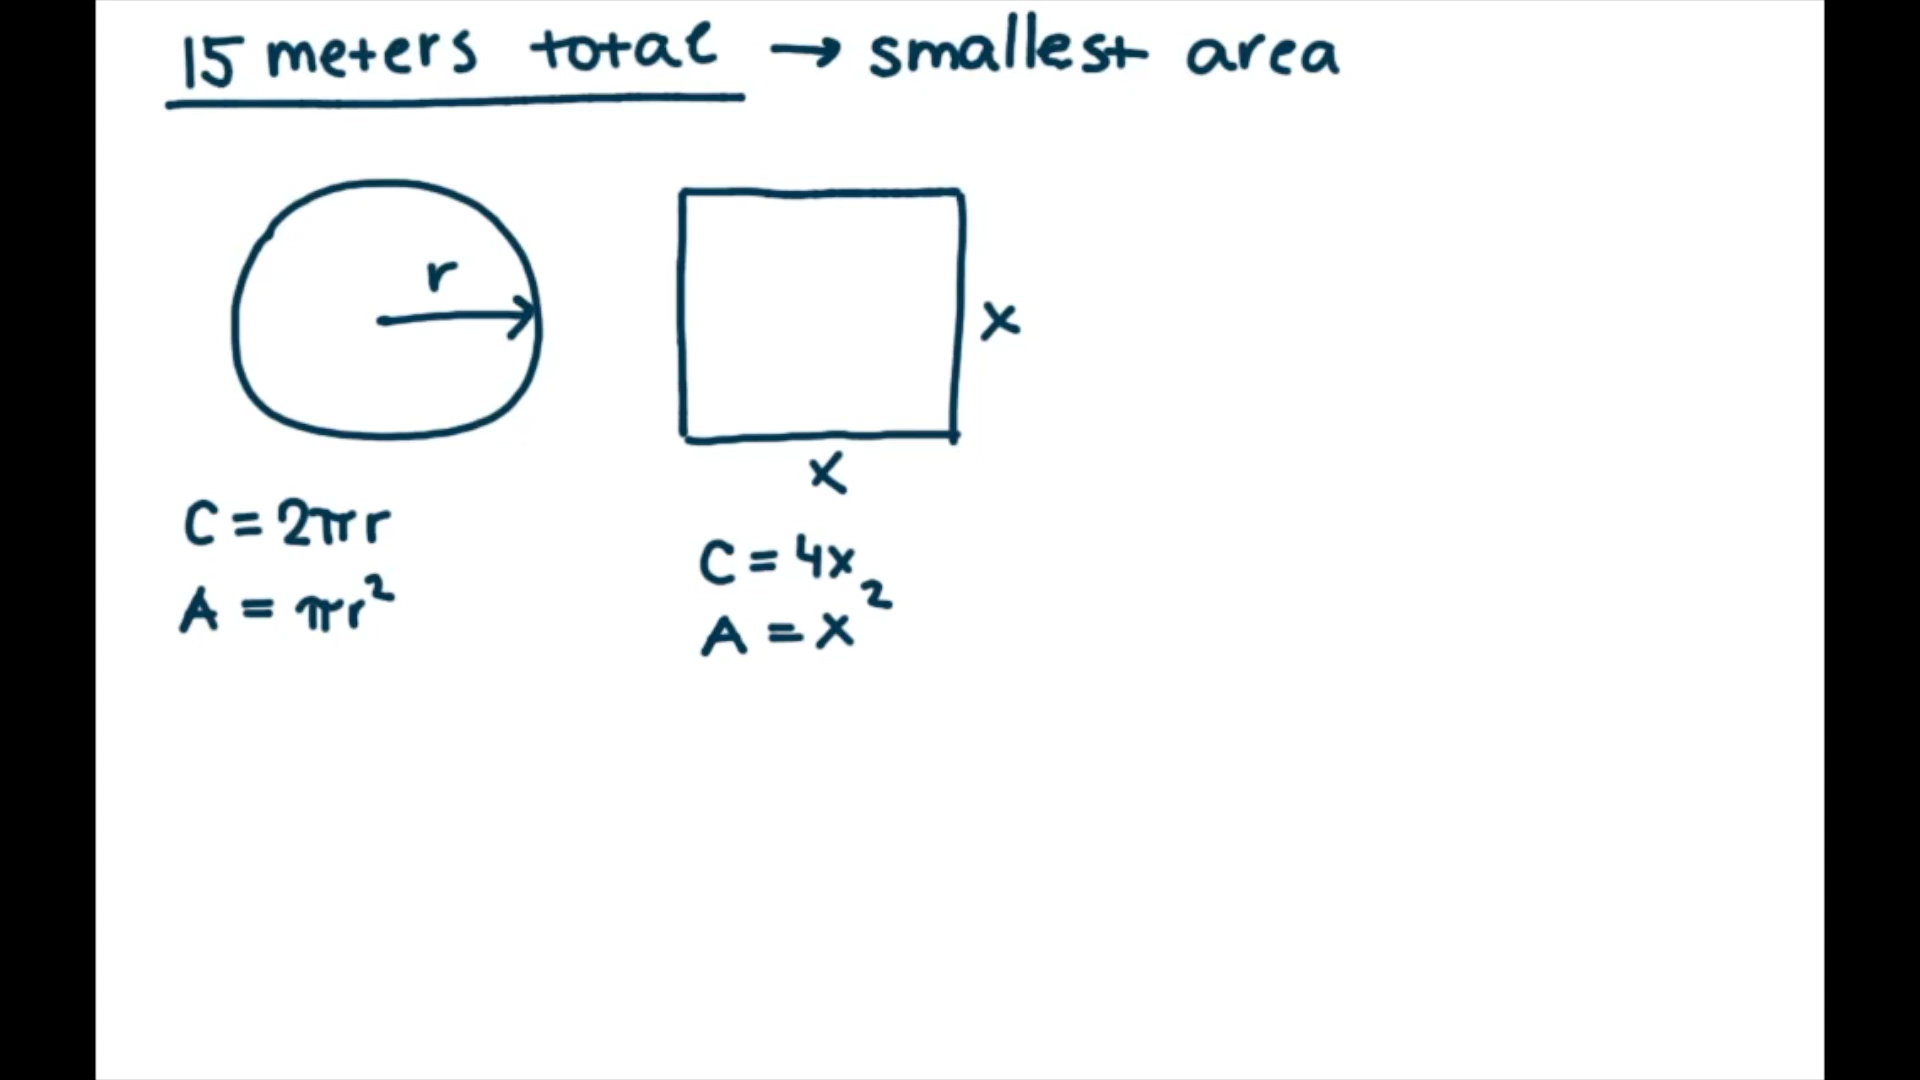 15 meters total → smallest area
r
x
x
C = 2πr
A = πr²
C = 4x
A = x²